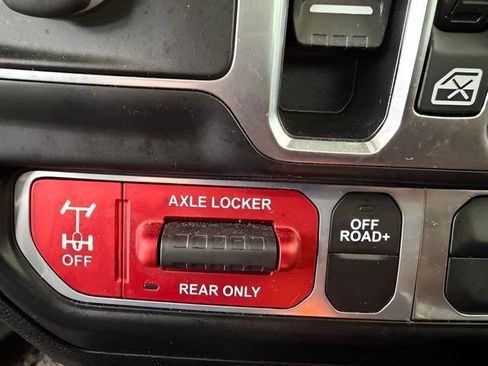 AXLE LOCKER
OFF
REAR ONLY
OFF
ROAD+